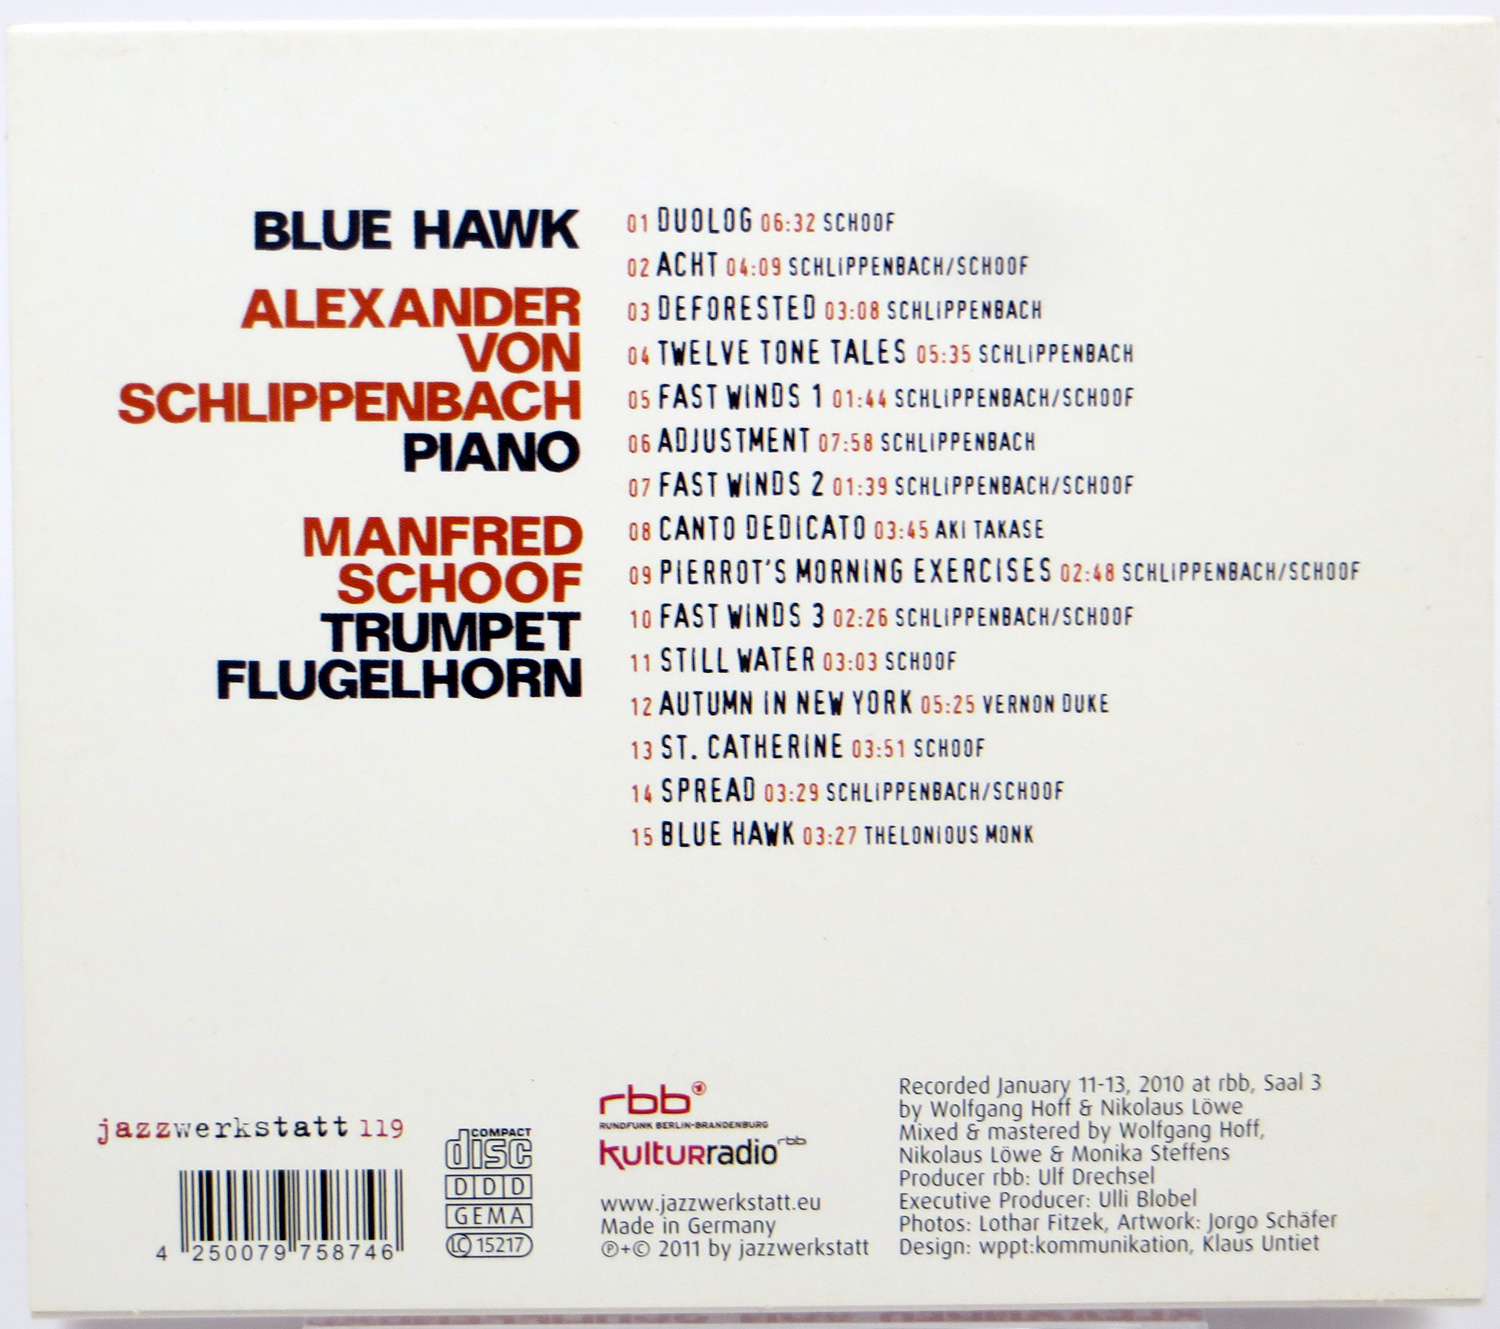 BLUE HAWK
ALEXANDER
VON
SCHLIPPENBACH
PIANO
MANFRED
SCHOOF
TRUMPET
FLUGELHORN
01 DUOLOG 06:32 SCHOOF
02 ACHT 04:09 SCHLIPPENBACH/SCHOOF
03 DEFORESTED 03:08 SCHLIPPENBACH
04 TWELVE TONE TALES 05:35 SCHLIPPENBACH
05 FAST WINDS 1 01:44 SCHLIPPENBACH/SCHOOF
06 ADJUSTMENT 07:58 SCHLIPPENBACH
07 FAST WINDS 2 01:39 SCHLIPPENBACH/SCHOOF
08 CANTO DEDICATO 03:45 AKI TAKASE
09 PIERROT'S MORNING EXERCISES 02:48 SCHLIPPENBACH/SCHOOF
10 FAST WINDS 3 02:26 SCHLIPPENBACH/SCHOOF
11 STILL WATER 03:03 SCHOOF
12 AUTUMN IN NEW YORK 05:25 VERNON DUKE
13 ST. CATHERINE 03:51 SCHOOF
14 SPREAD 03:29 SCHLIPPENBACH/SCHOOF
15 BLUE HAWK 03:27 THELONIOUS MONK
jazzwerkstatt 119
4 250079 758746
COMPACT
disc
DDD
GEMA
LC 15217
rbb
RUNDFUNK BERLIN-BRANDENBURG
kulturradio rbb
www.jazzwerkstatt.eu
Made in Germany
℗+© 2011 by jazzwerkstatt
Recorded January 11-13, 2010 at rbb, Saal 3
by Wolfgang Hoff & Nikolaus Löwe
Mixed & mastered by Wolfgang Hoff,
Nikolaus Löwe & Monika Steffens
Producer rbb: Ulf Drechsel
Executive Producer: Ulli Blobel
Photos: Lothar Fitzek, Artwork: Jorgo Schäfer
Design: wppt:kommunikation, Klaus Untiet